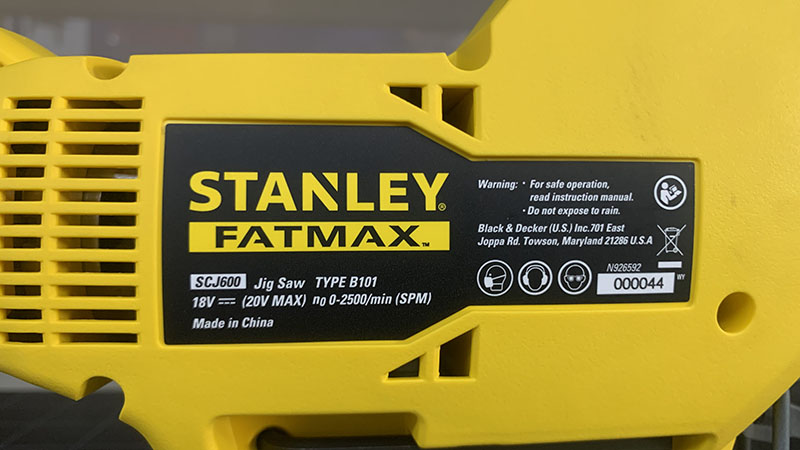 STANLEY®
FATMAX™
SCJ600 Jig Saw TYPE B101
18V ⎓ (20V MAX) n₀ 0-2500/min (SPM)
Made in China
Warning: • For safe operation,
read instruction manual.
• Do not expose to rain.
Black & Decker (U.S.) Inc.701 East
Joppa Rd. Towson, Maryland 21286 U.S.A
N926592
000044 WY